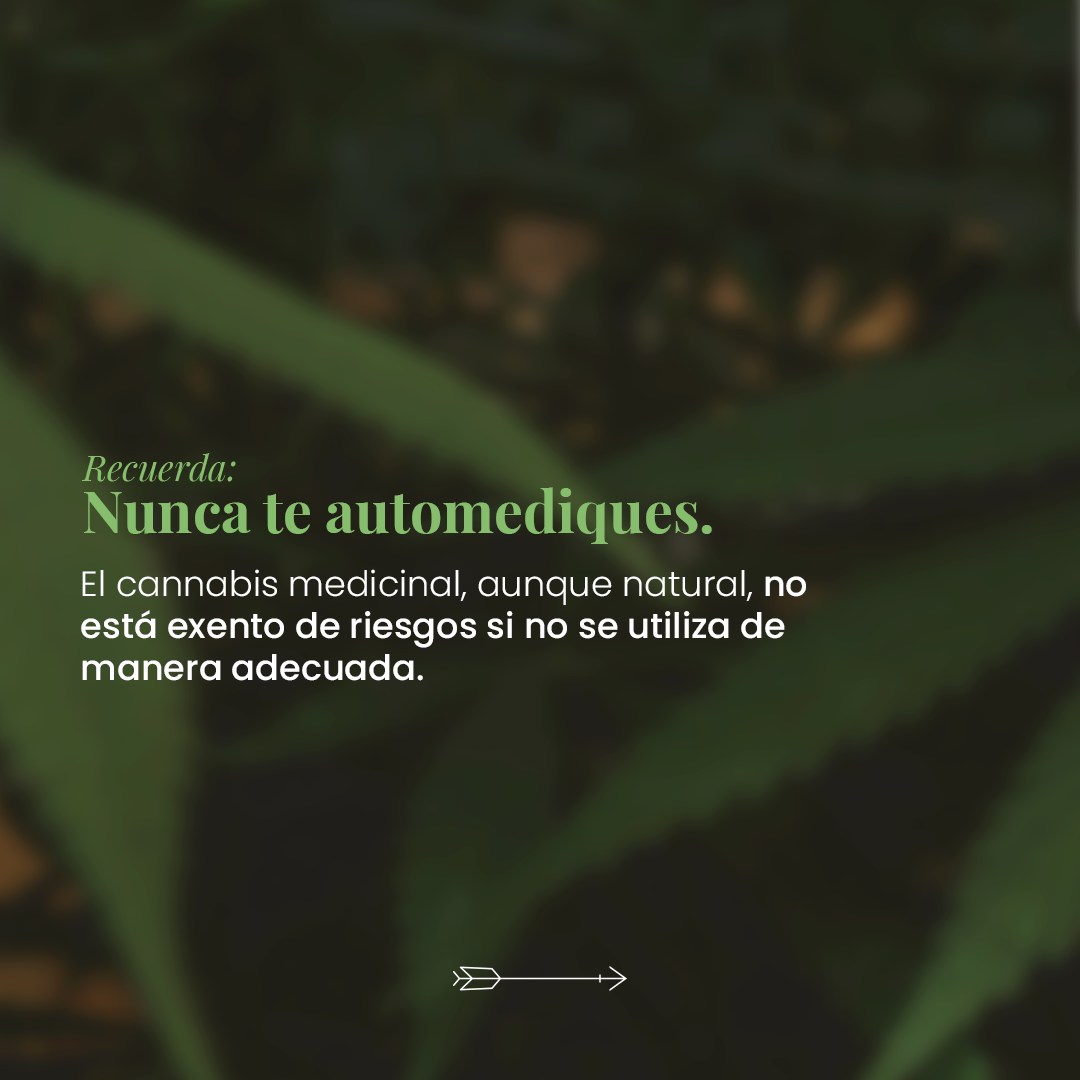 Recuerda:
Nunca te automediques.
El cannabis medicinal, aunque natural, no
está exento de riesgos si no se utiliza de
manera adecuada.